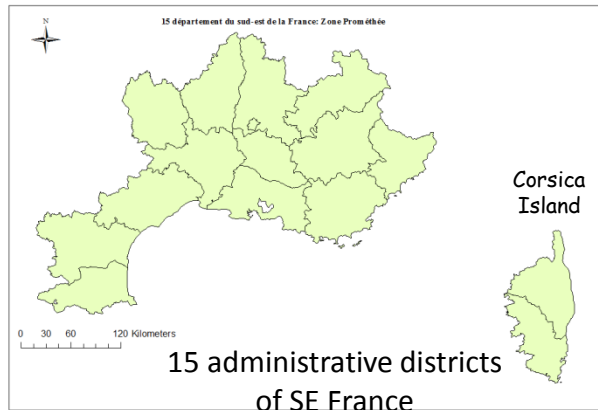 N
15 département du sud-est de la France: Zone Prométhée
Corsica
Island
0 30 60 120 Kilometers
15 administrative districts
of SE France